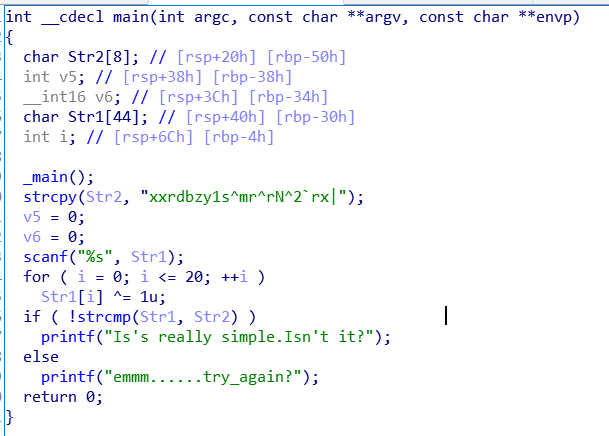 int __cdecl main(int argc, const char **argv, const char **envp)
{
  char Str2[8]; // [rsp+20h] [rbp-50h]
  int v5; // [rsp+38h] [rbp-38h]
  __int16 v6; // [rsp+3Ch] [rbp-34h]
  char Str1[44]; // [rsp+40h] [rbp-30h]
  int i; // [rsp+6Ch] [rbp-4h]

  _main();
  strcpy(Str2, "xxrdbzy1s^mr^rN^2`rx|");
  v5 = 0;
  v6 = 0;
  scanf("%s", Str1);
  for ( i = 0; i <= 20; ++i )
    Str1[i] ^= 1u;
  if ( !strcmp(Str1, Str2) )
    printf("Is's really simple.Isn't it?");
  else
    printf("emmm......try_again?");
  return 0;
}